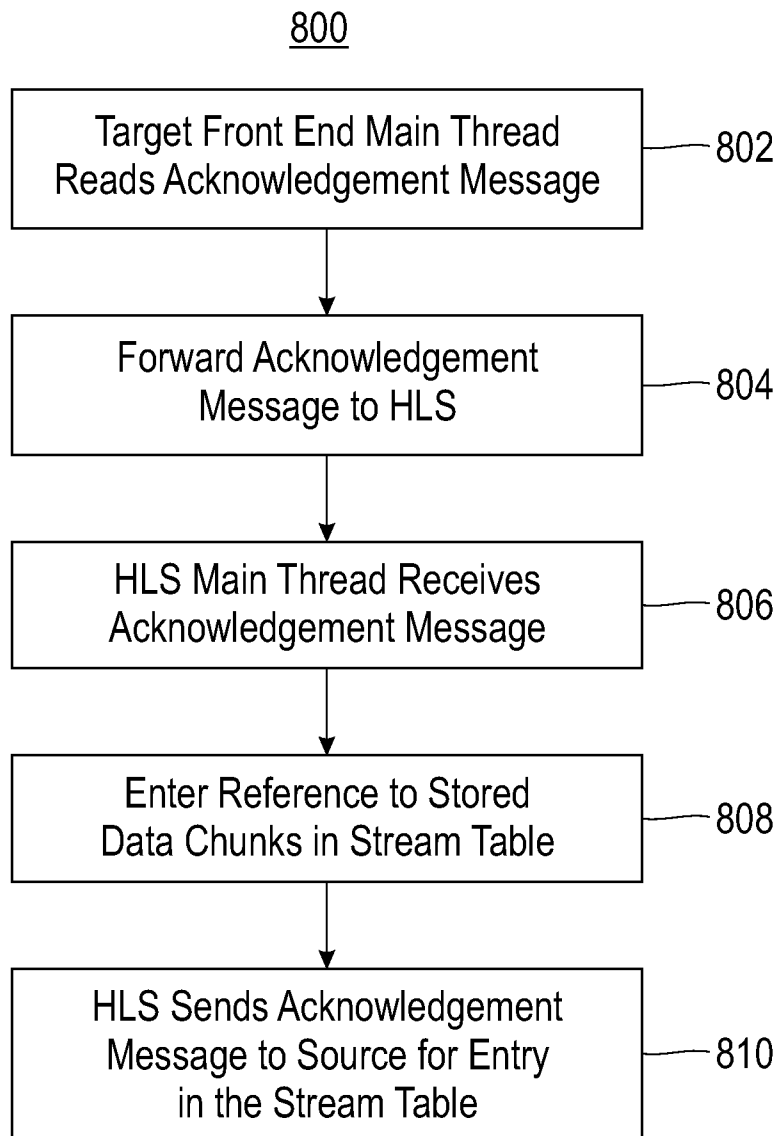 800
Target Front End Main Thread
Reads Acknowledgement Message
802
Forward Acknowledgement
Message to HLS
804
HLS Main Thread Receives
Acknowledgement Message
806
Enter Reference to Stored
Data Chunks in Stream Table
808
HLS Sends Acknowledgement
Message to Source for Entry
in the Stream Table
810